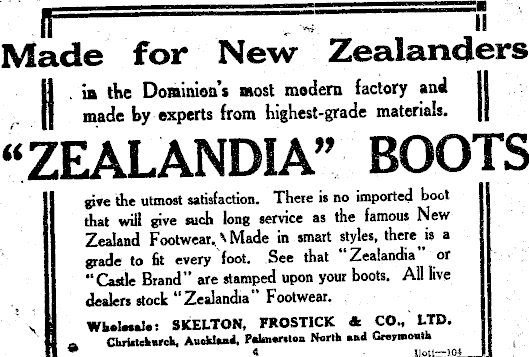 Made for New Zealanders
in the Dominion's most modern factory and
made by experts from highest-grade materials.
"ZEALANDIA" BOOTS
give the utmost satisfaction. There is no imported boot
that will give such long service as the famous New
Zealand Footwear. Made in smart styles, there is a
grade to fit every foot. See that "Zealandia" or
"Castle Brand" are stamped upon your boots. All live
dealers stock "Zealandia" Footwear.
Wholesale: SKELTON, FROSTICK & CO., LTD.
Christchurch, Auckland, Palmerston North and Greymouth
4